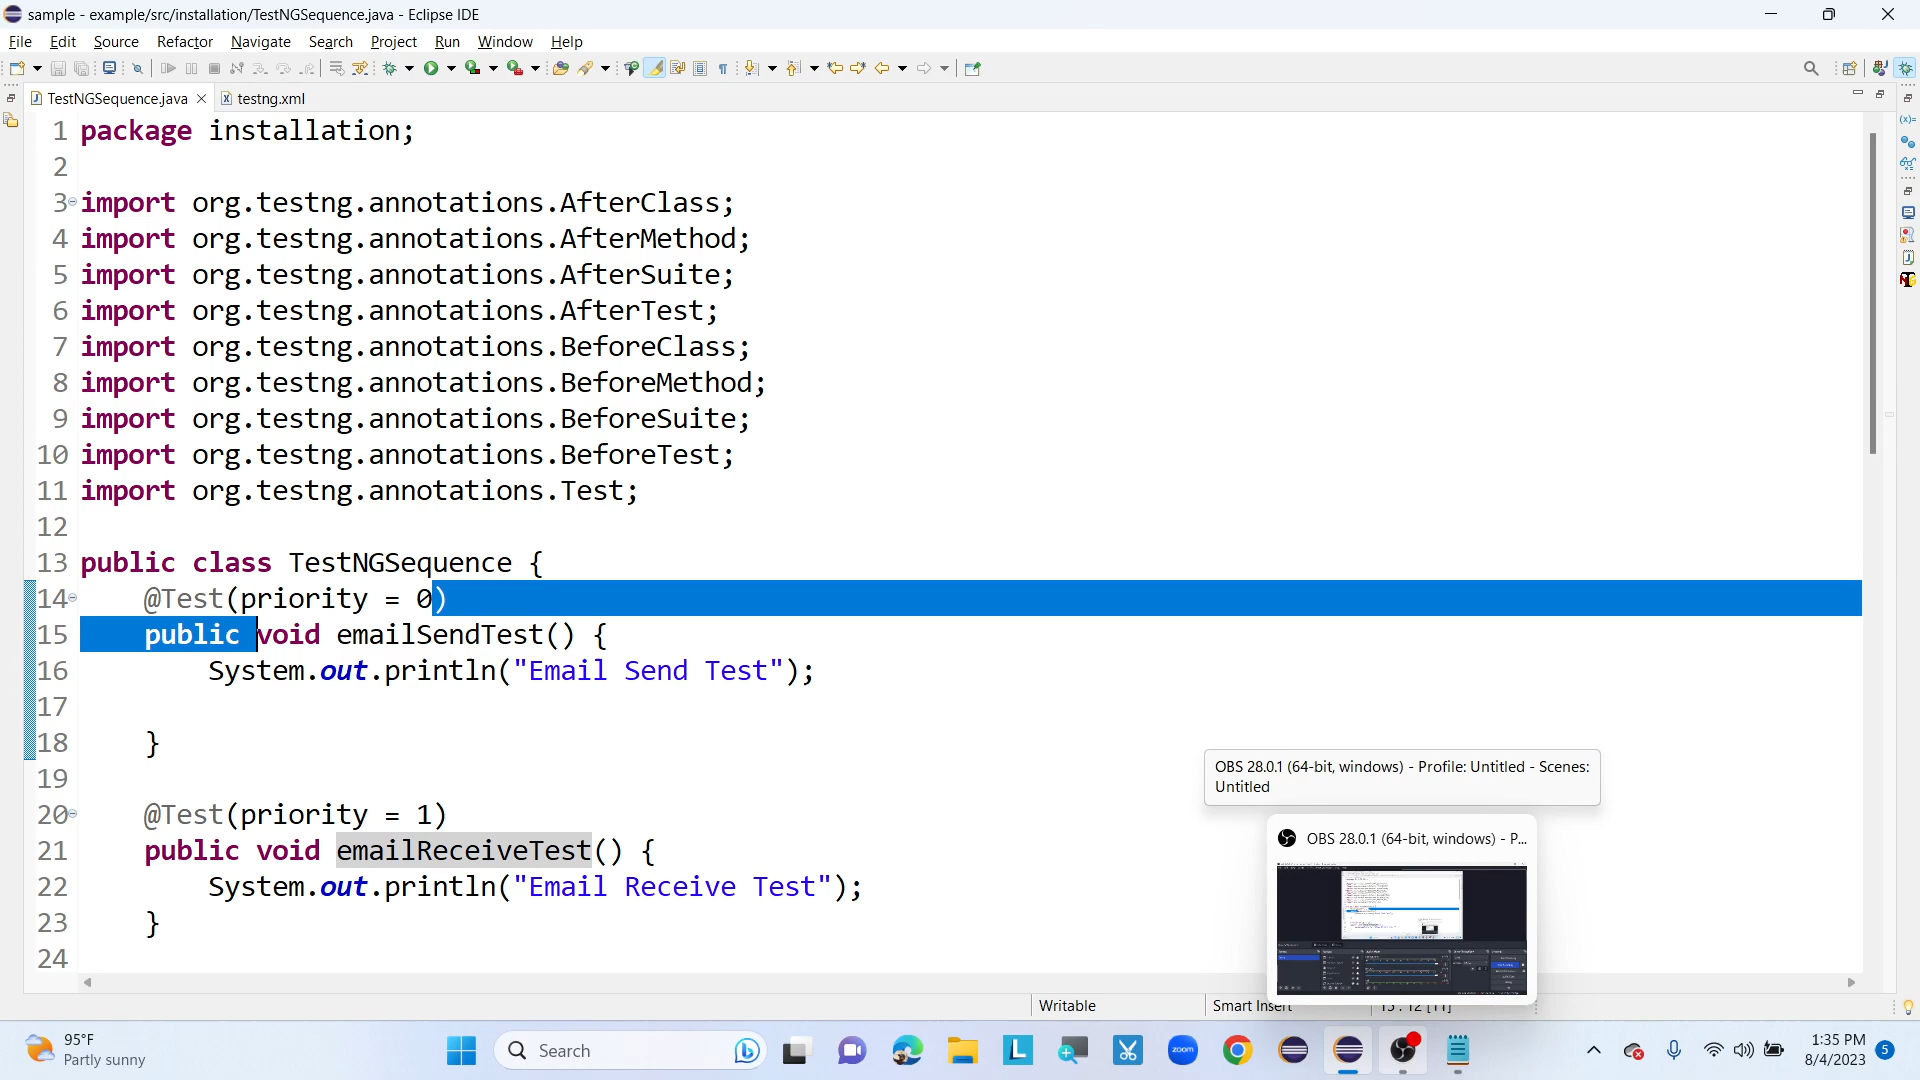 sample - example/src/installation/TestNGSequence.java - Eclipse IDE
File Edit Source Refactor Navigate Search Project Run Window Help
TestNGSequence.java testng.xml
1 package installation;
2
3 import org.testng.annotations.AfterClass;
4 import org.testng.annotations.AfterMethod;
5 import org.testng.annotations.AfterSuite;
6 import org.testng.annotations.AfterTest;
7 import org.testng.annotations.BeforeClass;
8 import org.testng.annotations.BeforeMethod;
9 import org.testng.annotations.BeforeSuite;
10 import org.testng.annotations.BeforeTest;
11 import org.testng.annotations.Test;
12
13 public class TestNGSequence {
14 @Test(priority = 0)
15 public void emailSendTest() {
16 System.out.println("Email Send Test");
17
18 }
19
20 @Test(priority = 1)
21 public void emailReceiveTest() {
22 System.out.println("Email Receive Test");
23 }
24
OBS 28.0.1 (64-bit, windows) - Profile: Untitled - Scenes:
Untitled
OBS 28.0.1 (64-bit, windows) - P...
Writable Smart Insert
95°F
Partly sunny
Search
zoom
1:35 PM
8/4/2023
5